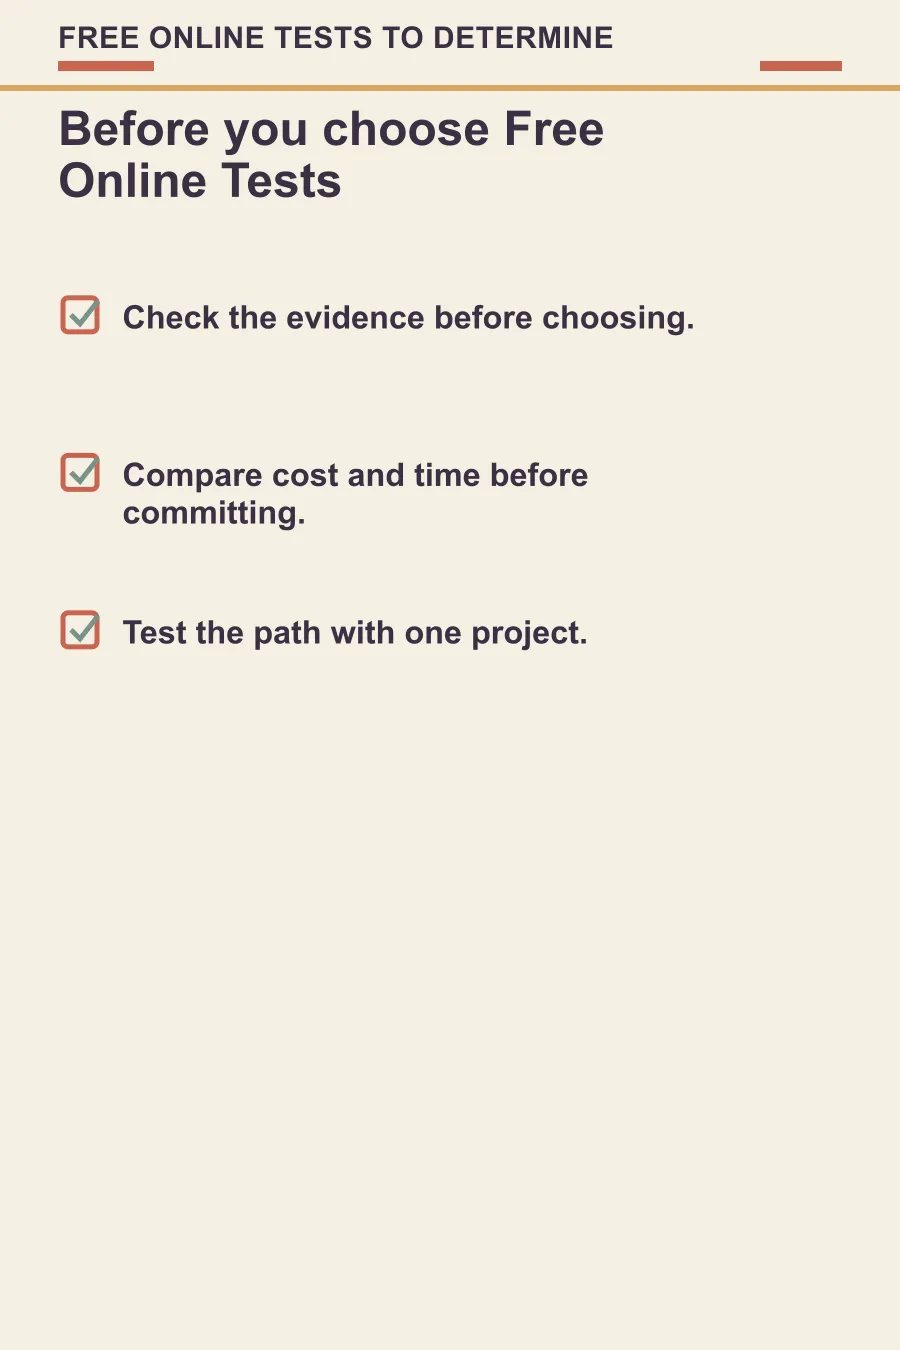 FREE ONLINE TESTS TO DETERMINE
Before you choose Free
Online Tests
Check the evidence before choosing.
Compare cost and time before
committing.
Test the path with one project.